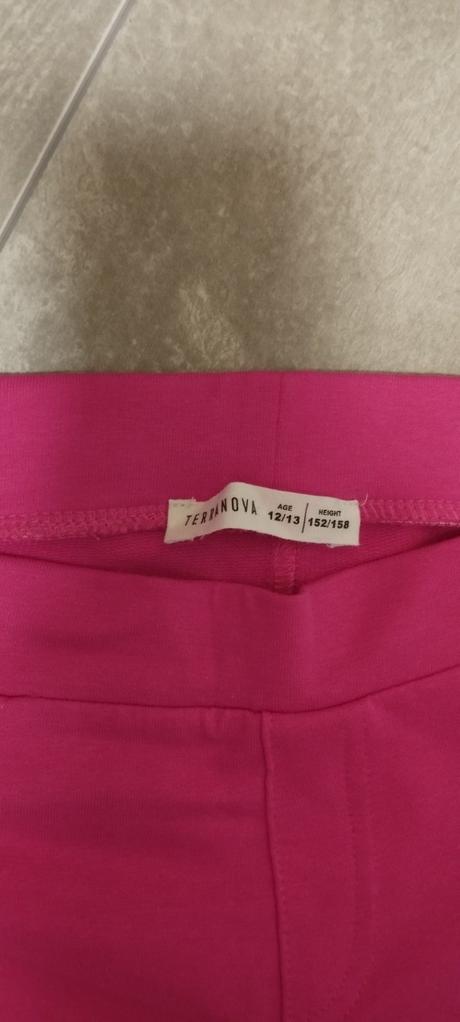 TERRANOVA
AGE
12/13
HEIGHT
152/158